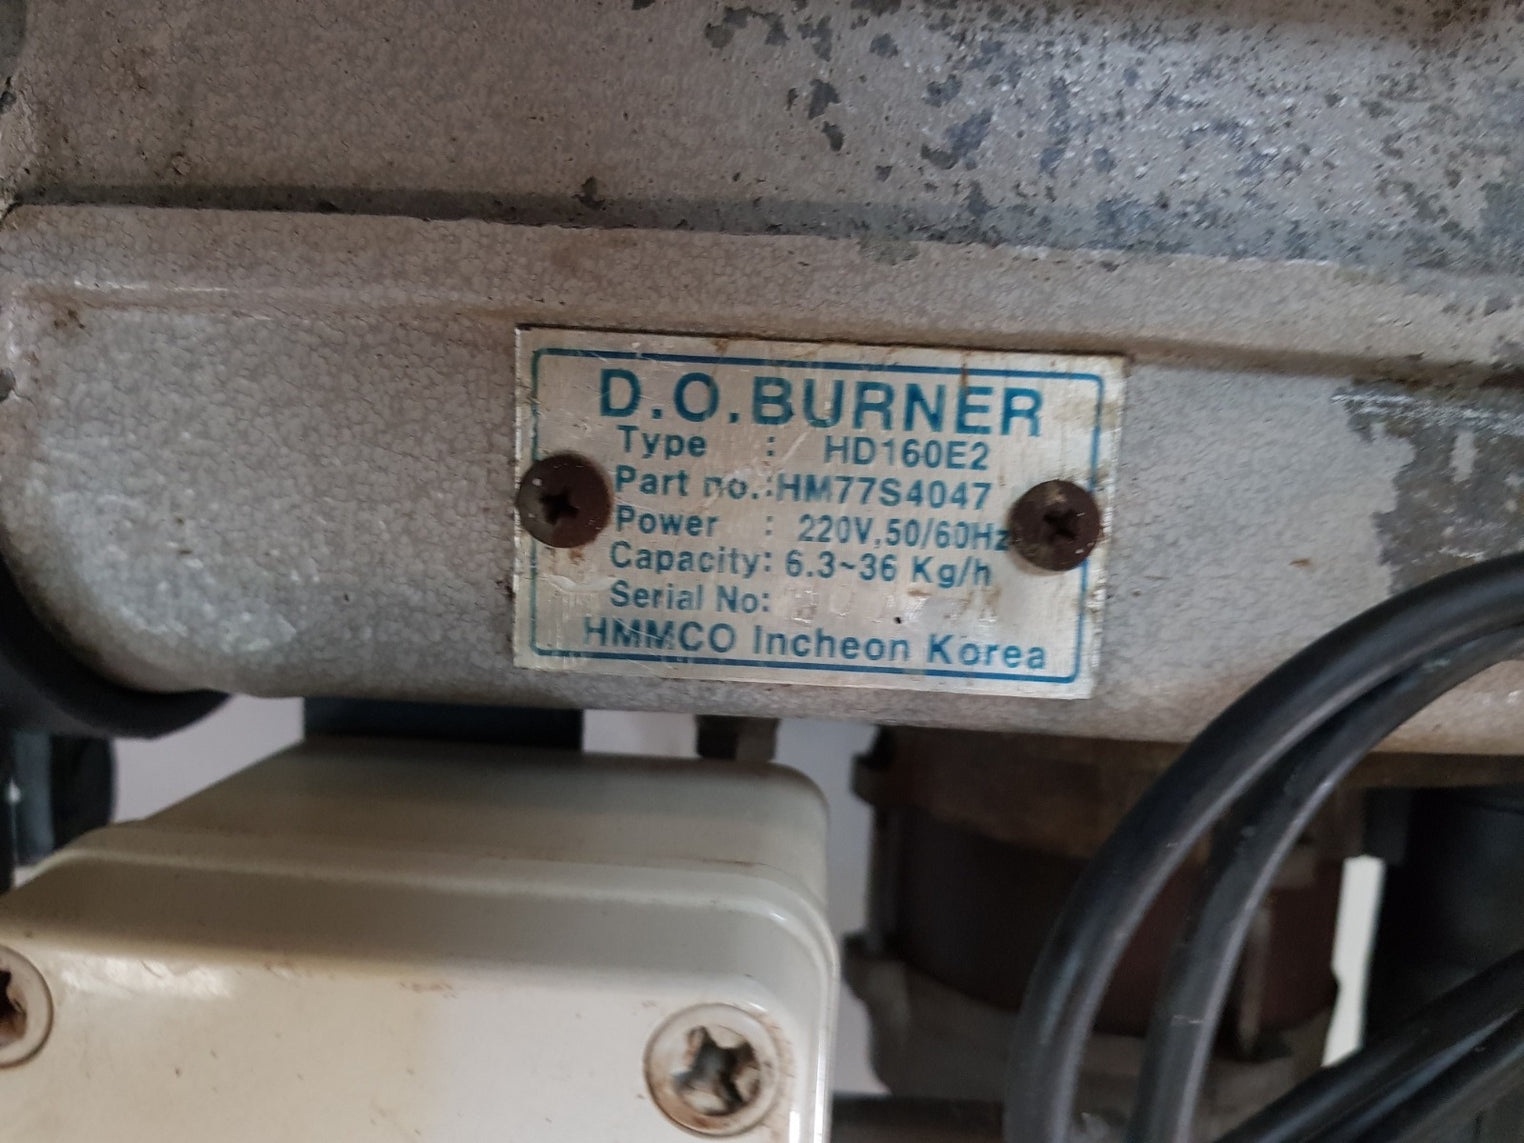 D.O.BURNER
Type : HD160E2
Part no.:HM77S4047
Power : 220V,50/60Hz
Capacity: 6.3~36 Kg/h
Serial No:
HMMCO Incheon Korea